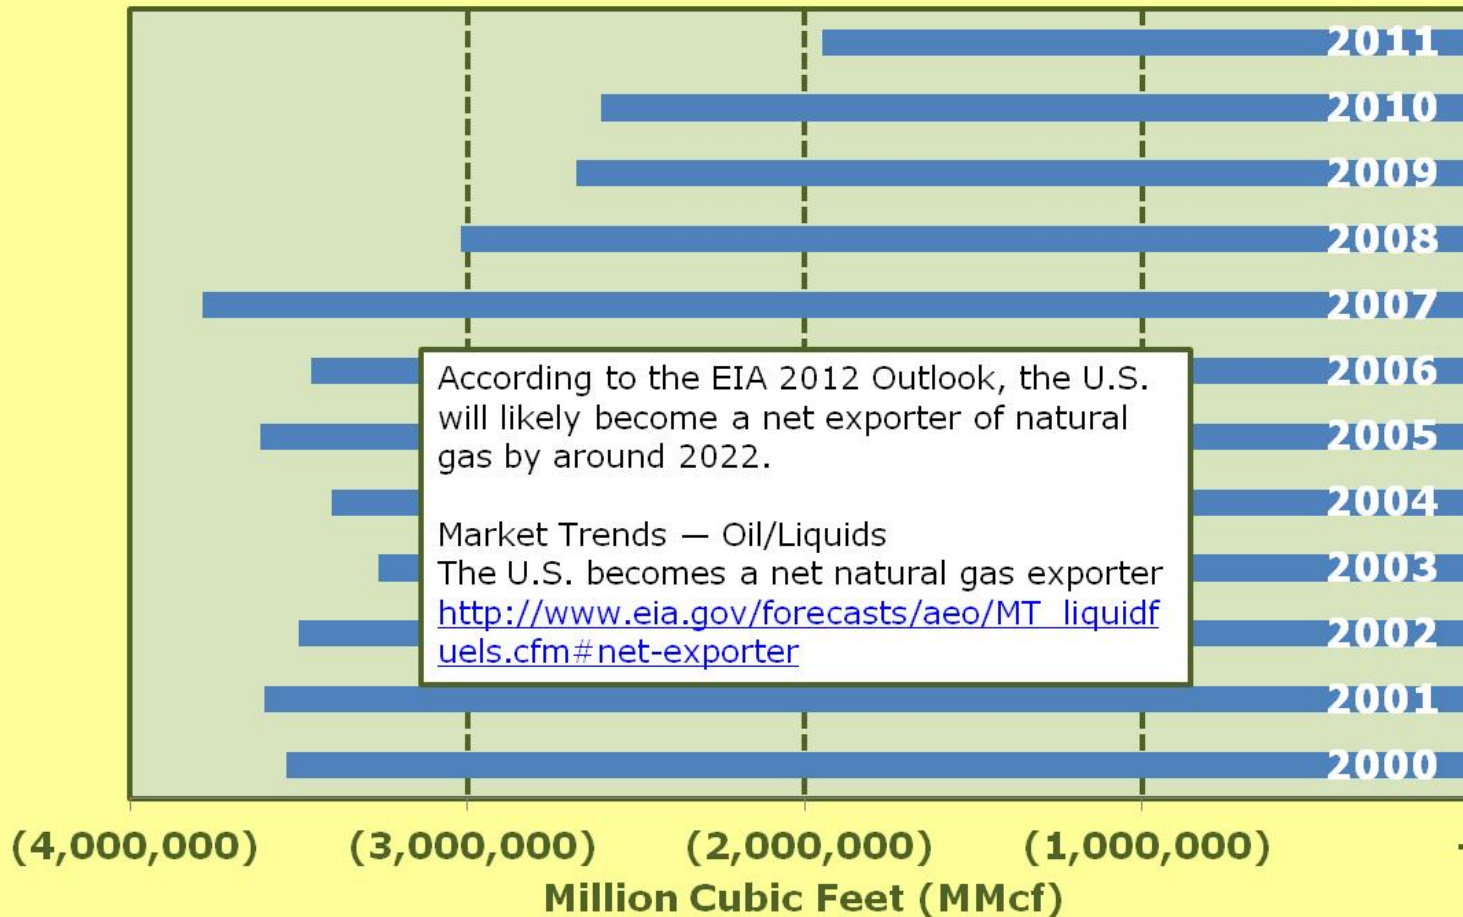 2011
2010
2009
2008
2007
2006
2005
2004
2003
2002
2001
2000
According to the EIA 2012 Outlook, the U.S.
will likely become a net exporter of natural
gas by around 2022.
Market Trends — Oil/Liquids
The U.S. becomes a net natural gas exporter
http://www.eia.gov/forecasts/aeo/MT_liquidf
uels.cfm#net-exporter
(4,000,000) (3,000,000) (2,000,000) (1,000,000) -
Million Cubic Feet (MMcf)